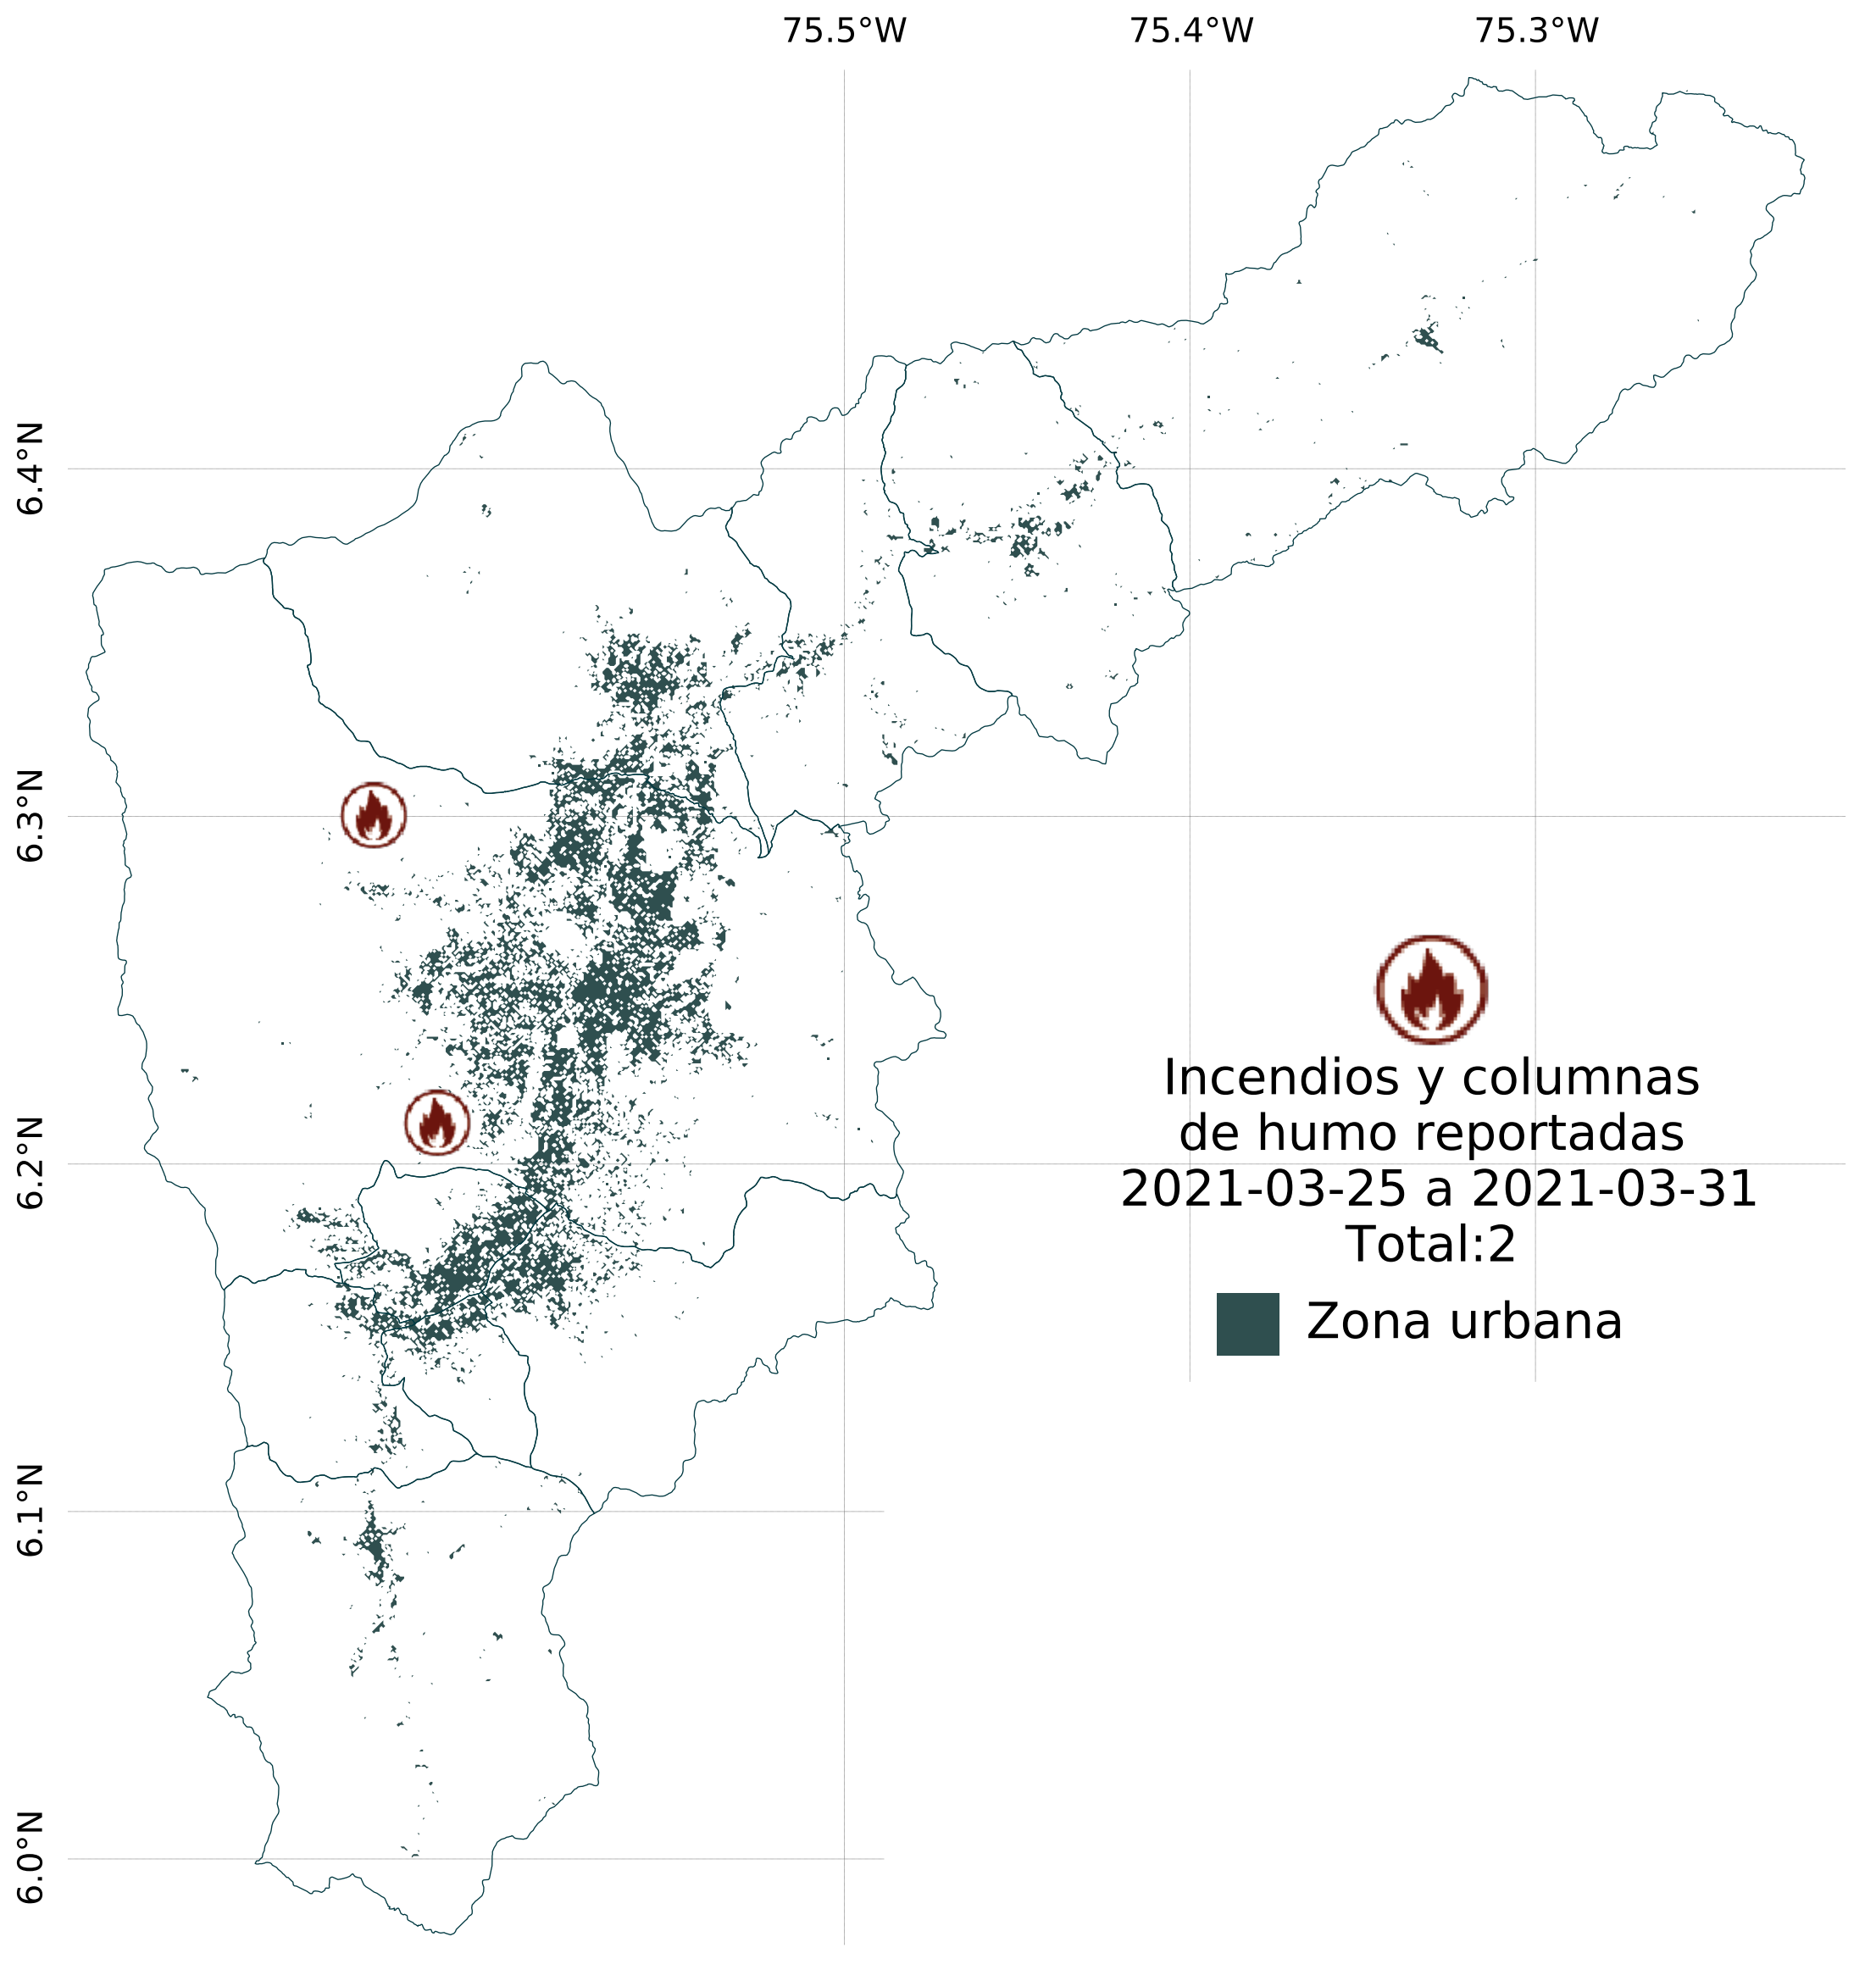 75.5°W
75.4°W
75.3°W
6.4°N
6.3°N
6.2°N
6.1°N
6.0°N
Incendios y columnas
de humo reportadas
2021-03-25 a 2021-03-31
Total:2
Zona urbana